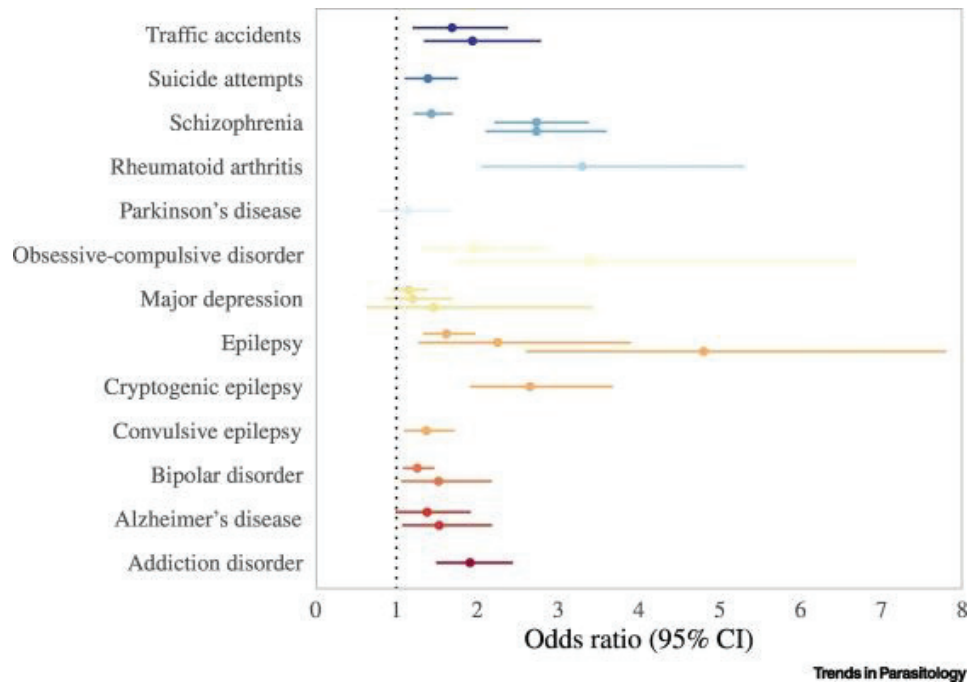 Traffic accidents
Suicide attempts
Schizophrenia
Rheumatoid arthritis
Parkinson's disease
Obsessive-compulsive disorder
Major depression
Epilepsy
Cryptogenic epilepsy
Convulsive epilepsy
Bipolar disorder
Alzheimer's disease
Addiction disorder
0 1 2 3 4 5 6 7 8
Odds ratio (95% CI)
Trends in Parasitology